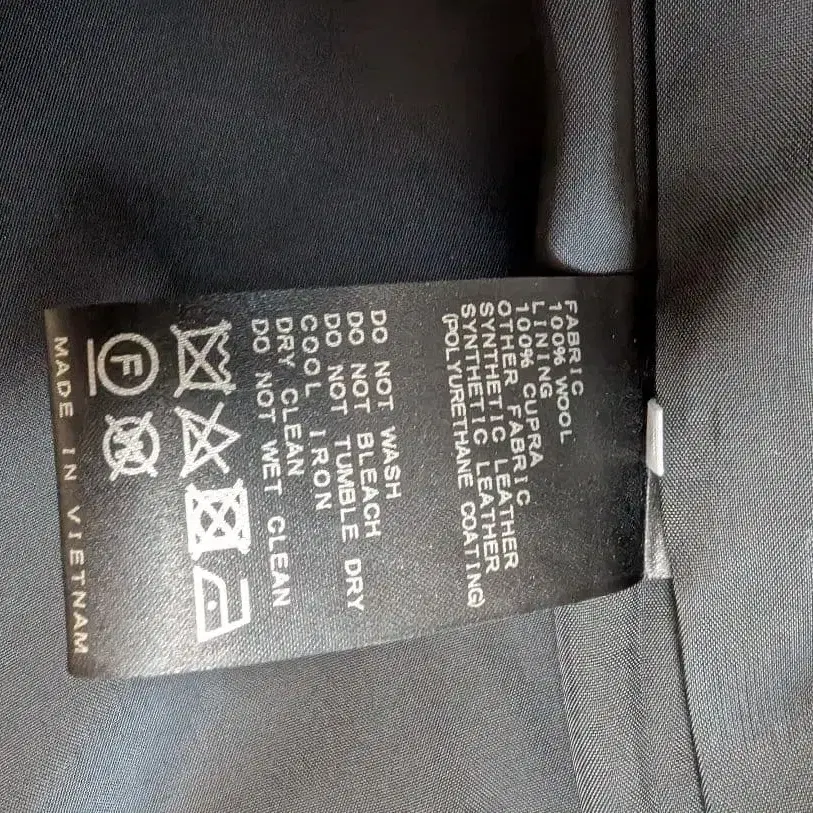 FABRIC
100% WOOL
LINING
100% CUPRA
OTHER FABRIC
SYNTHETIC LEATHER
SYNTHETIC LEATHER
(POLYURETHANE COATING)
DO NOT WASH
DO NOT BLEACH
DO NOT TUMBLE DRY
COOL IRON
DRY CLEAN
DO NOT WET CLEAN
F W
MADE IN VIETNAM